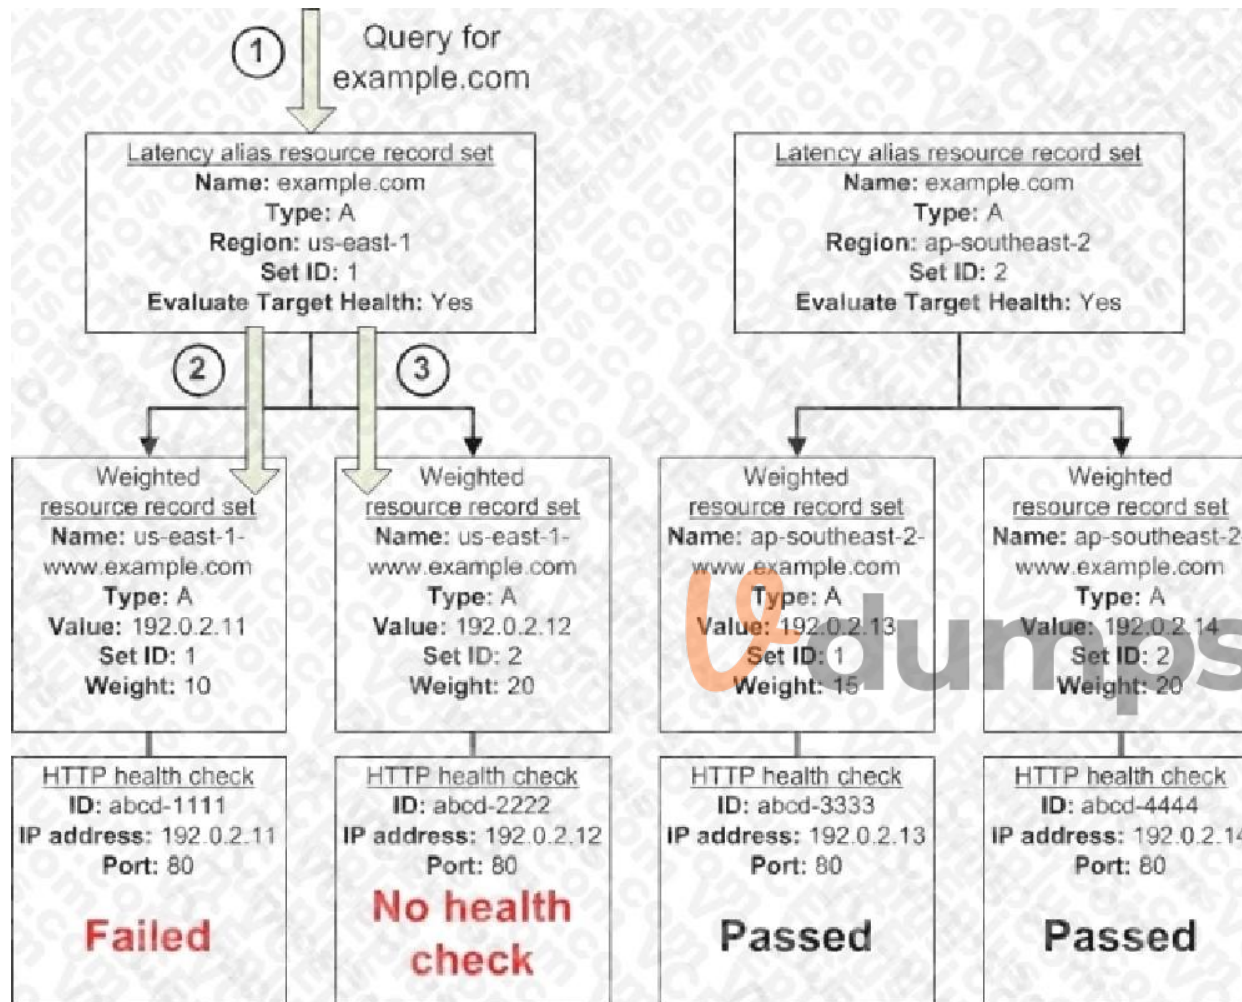 1
Query for
example.com
Latency alias resource record set
Name: example.com
Type: A
Region: us-east-1
Set ID: 1
Evaluate Target Health: Yes
Latency alias resource record set
Name: example.com
Type: A
Region: ap-southeast-2
Set ID: 2
Evaluate Target Health: Yes
2
3
Weighted
resource record set
Name: us-east-1-
www.example.com
Type: A
Value: 192.0.2.11
Set ID: 1
Weight: 10
Weighted
resource record set
Name: us-east-1-
www.example.com
Type: A
Value: 192.0.2.12
Set ID: 2
Weight: 20
Weighted
resource record set
Name: ap-southeast-2-
www.example.com
Type: A
Value: 192.0.2.13
Set ID: 1
Weight: 15
Weighted
resource record set
Name: ap-southeast-2
www.example.com
Type: A
Value: 192.0.2.14
Set ID: 2
Weight: 20
dumps
HTTP health check
ID: abcd-1111
IP address: 192.0.2.11
Port: 80
Failed
HTTP health check
ID: abcd-2222
IP address: 192.0.2.12
Port: 80
No health
check
HTTP health check
ID: abcd-3333
IP address: 192.0.2.13
Port: 80
Passed
HTTP health check
ID: abcd-4444
IP address: 192.0.2.14
Port: 80
Passed